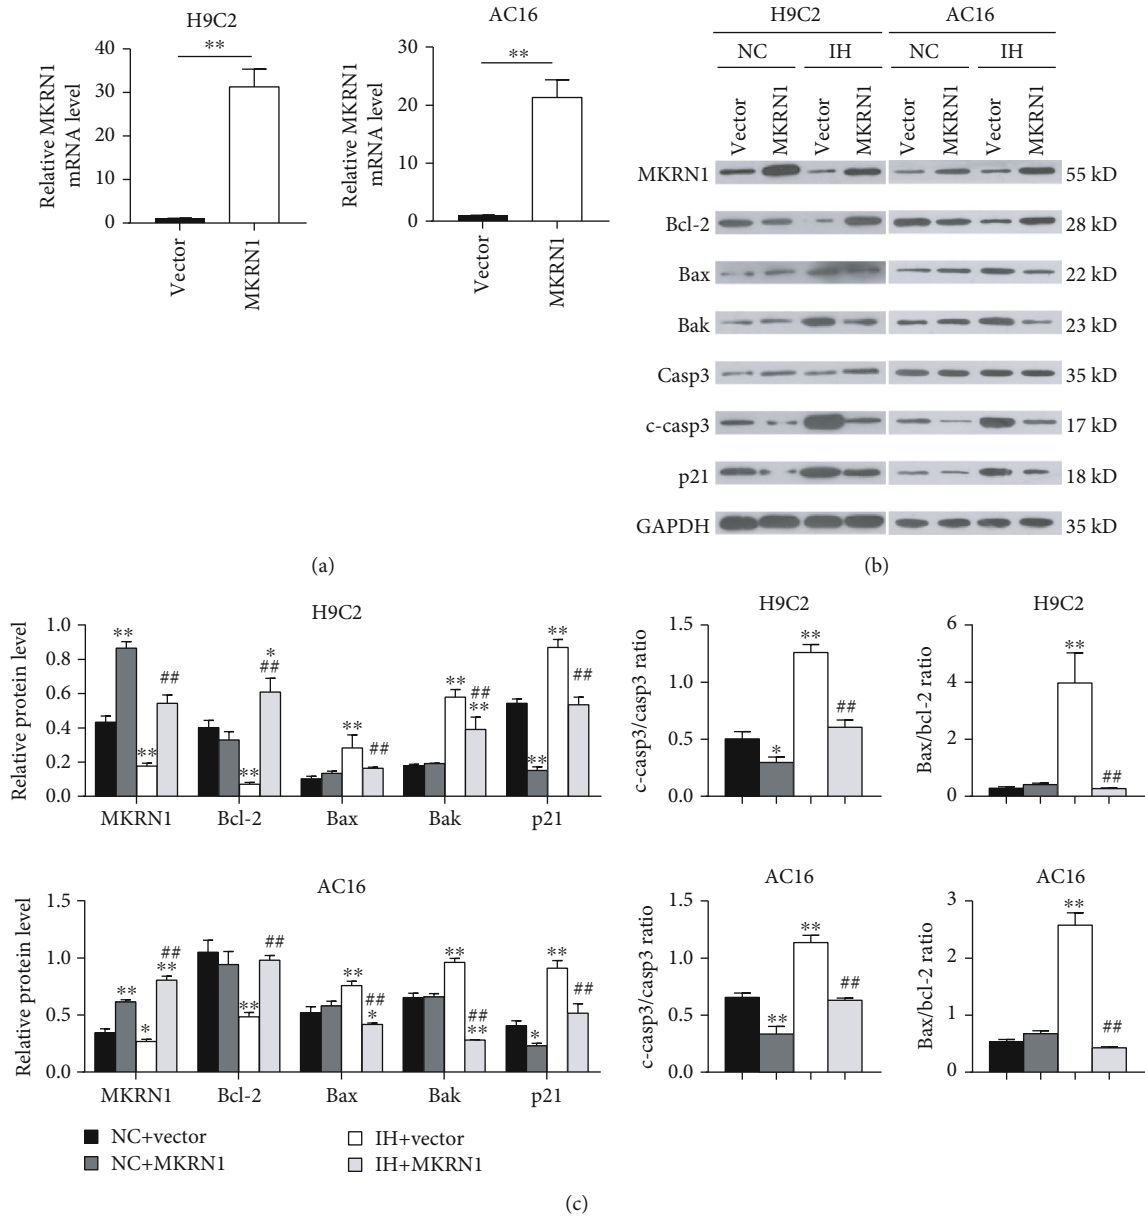 H9C2
Relative MKRN1
mRNA level
40
30
20
10
0
**
Vector
MKRN1
AC16
Relative MKRN1
mRNA level
30
20
10
0
**
Vector
MKRN1
(a)
H9C2 AC16
NC IH NC IH
Vector MKRN1 Vector MKRN1 Vector MKRN1 Vector MKRN1
MKRN1 55 kD
Bcl-2 28 kD
Bax 22 kD
Bak 23 kD
Casp3 35 kD
c-casp3 17 kD
p21 18 kD
GAPDH 35 kD
(b)
H9C2
Relative protein level
1.0
0.8
0.6
0.4
0.2
0.0
** ** ##
** * ##
** ##
** ## **
** ** ##
MKRN1 Bcl-2 Bax Bak p21
H9C2
c-casp3/casp3 ratio
1.5
1.0
0.5
0.0
* ** ##
H9C2
Bax/bcl-2 ratio
6
4
2
0
** ##
AC16
Relative protein level
1.5
1.0
0.5
0.0
** * ## **
** ##
** ## *
** ## **
* ** ##
MKRN1 Bcl-2 Bax Bak p21
AC16
c-casp3/casp3 ratio
1.5
1.0
0.5
0.0
** ** ##
AC16
Bax/bcl-2 ratio
3
2
1
0
** ##
NC+vector IH+vector
NC+MKRN1 IH+MKRN1
(c)